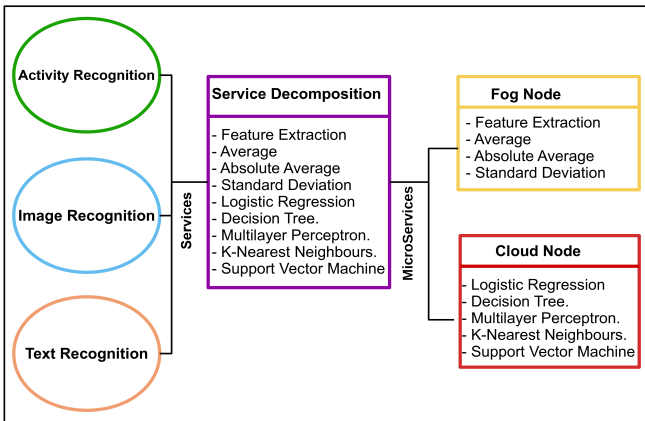 Activity Recognition
Image Recognition
Text Recognition
Services
Service Decomposition
- Feature Extraction
- Average
- Absolute Average
- Standard Deviation
- Logistic Regression
- Decision Tree.
- Multilayer Perceptron.
- K-Nearest Neighbours.
- Support Vector Machine
MicroServices
Fog Node
- Feature Extraction
- Average
- Absolute Average
- Standard Deviation
Cloud Node
- Logistic Regression
- Decision Tree.
- Multilayer Perceptron.
- K-Nearest Neighbours.
- Support Vector Machine